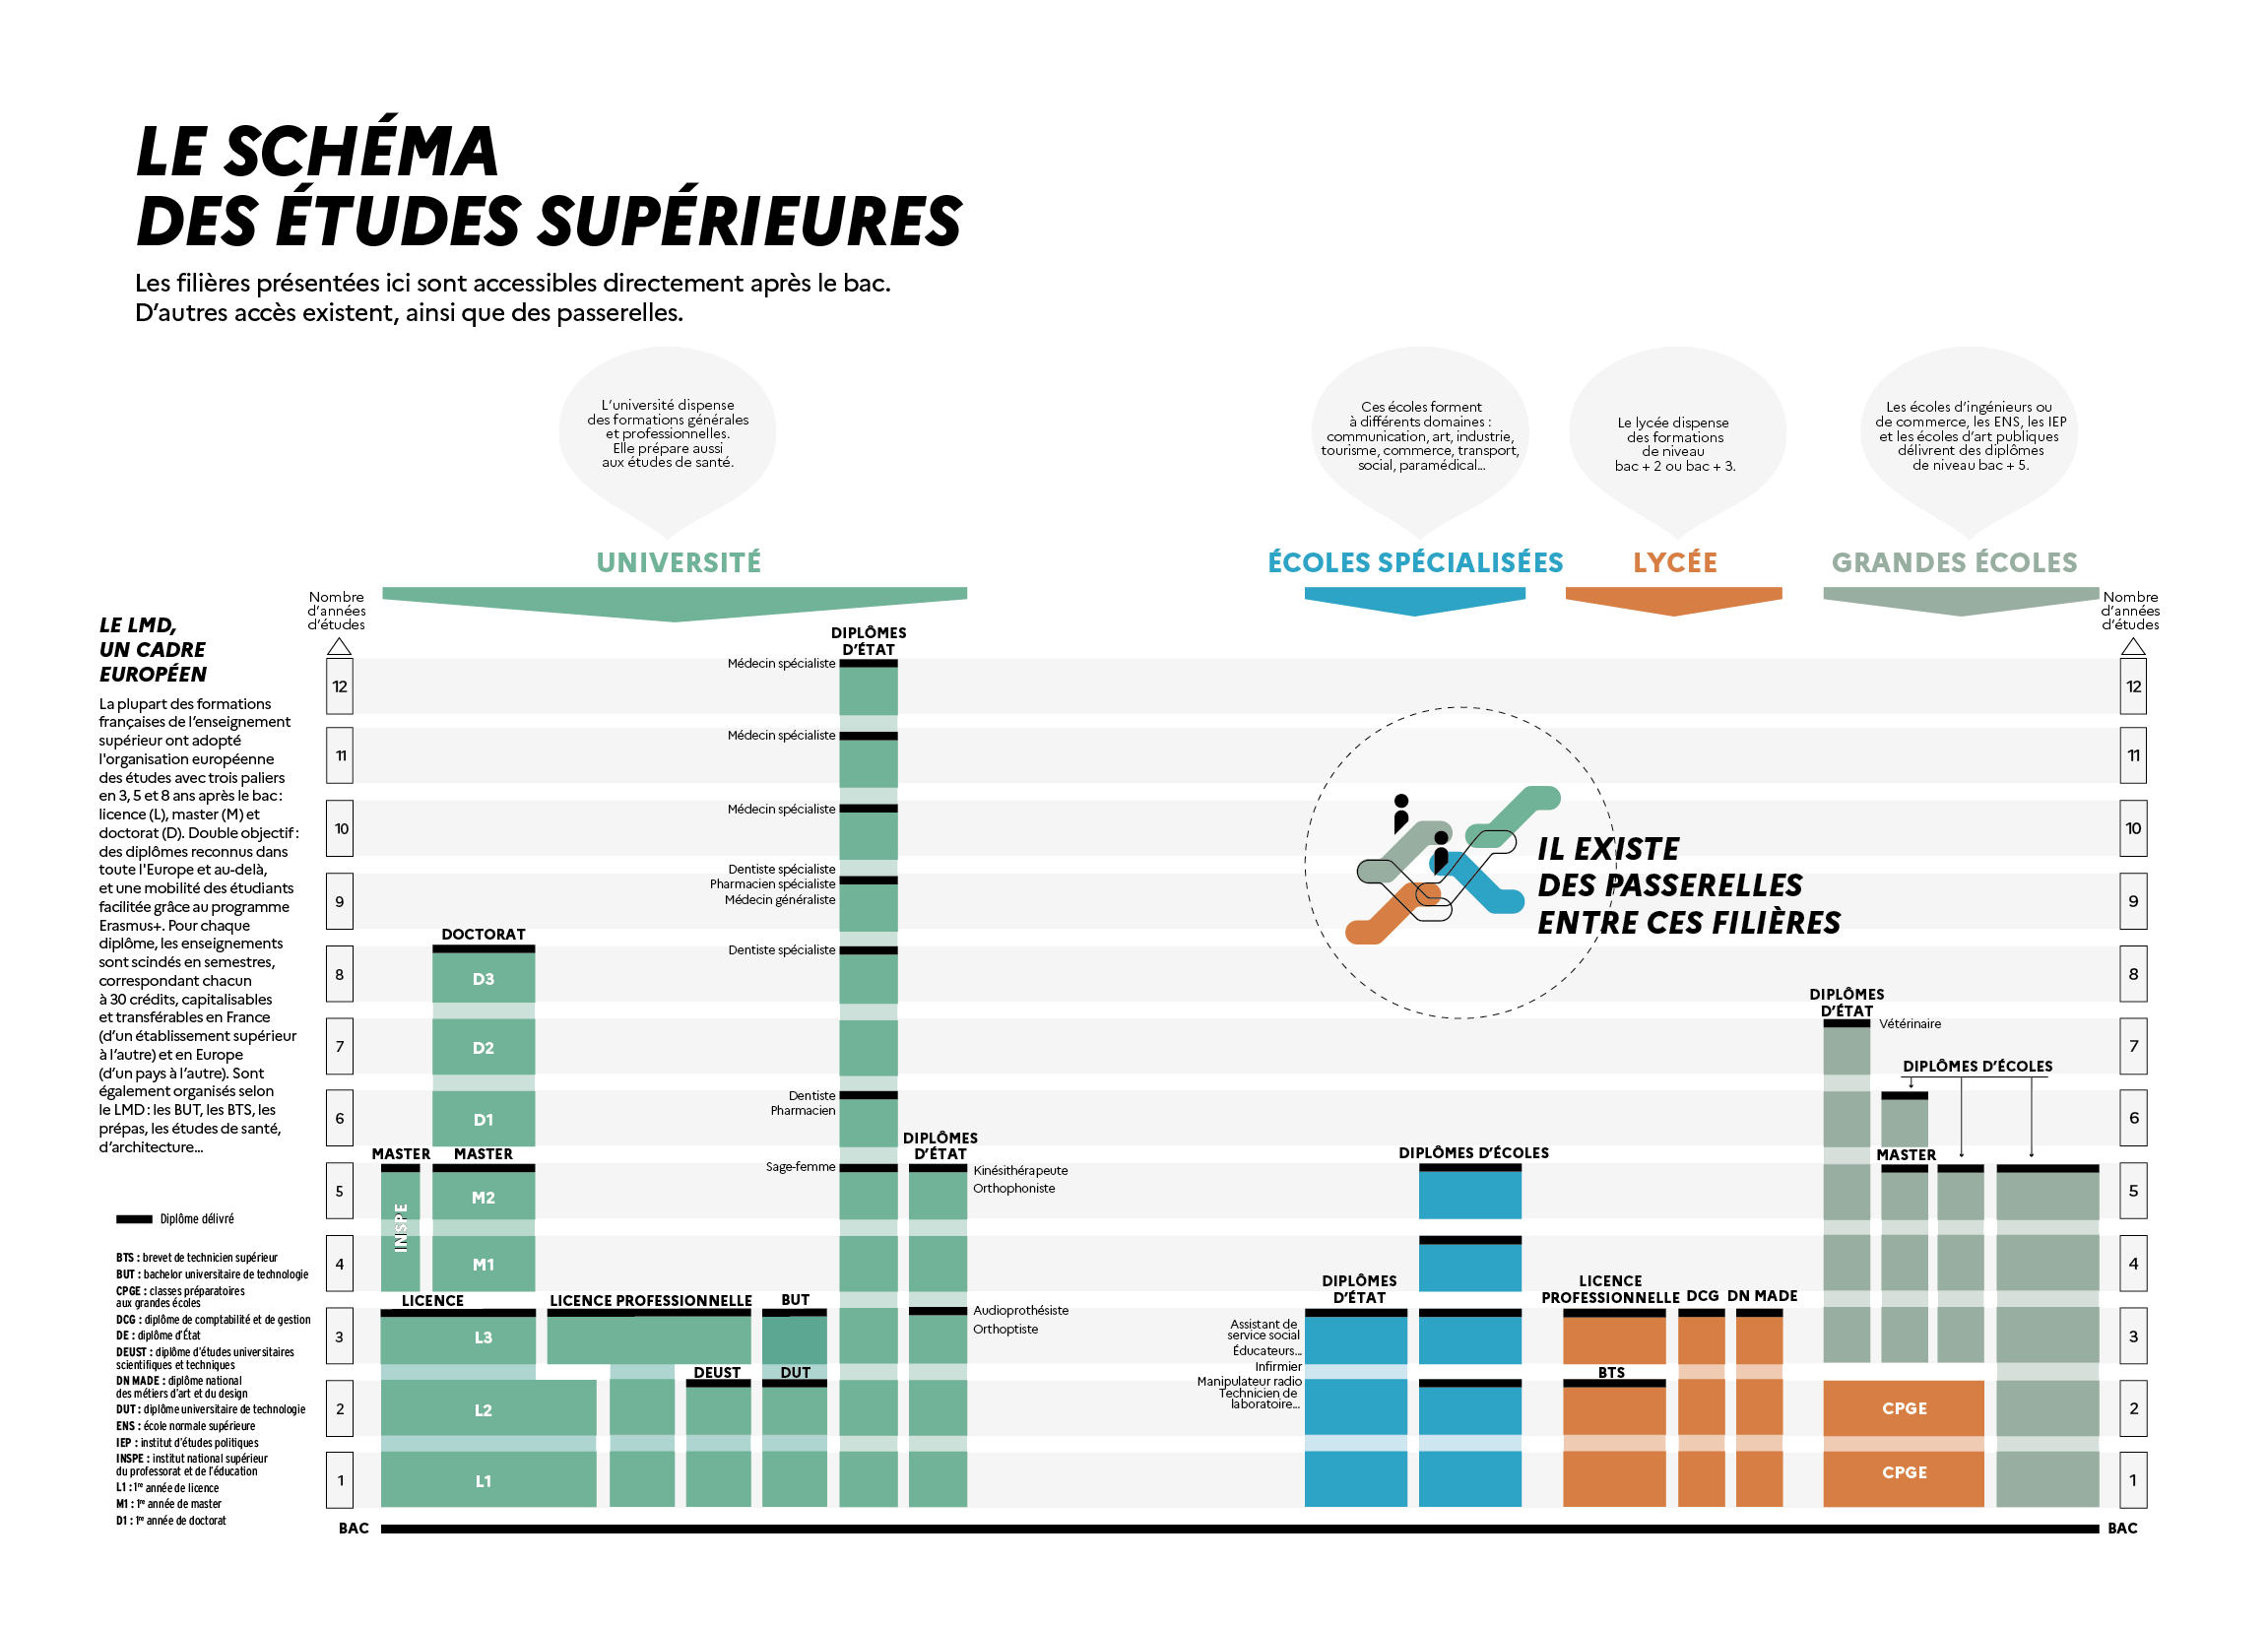 LE SCHÉMA
DES ÉTUDES SUPÉRIEURES
Les filières présentées ici sont accessibles directement après le bac.
D’autres accès existent, ainsi que des passerelles.
L’université dispense
des formations générales
et professionnelles.
Elle prépare aussi
aux études de santé.
Ces écoles forment
à différents domaines :
communication, art, industrie,
tourisme, commerce, transport,
social, paramédical...
Le lycée dispense
des formations
de niveau
bac + 2 ou bac + 3.
Les écoles d’ingénieurs ou
de commerce, les ENS, les IEP
et les écoles d’art publiques
délivrent des diplômes
de niveau bac + 5.
UNIVERSITÉ
ÉCOLES SPÉCIALISÉES
LYCÉE
GRANDES ÉCOLES
LE LMD,
UN CADRE
EUROPÉEN
La plupart des formations
françaises de l’enseignement
supérieur ont adopté
l'organisation européenne
des études avec trois paliers
en 3, 5 et 8 ans après le bac :
licence (L), master (M) et
doctorat (D). Double objectif :
des diplômes reconnus dans
toute l'Europe et au-delà,
et une mobilité des étudiants
facilitée grâce au programme
Erasmus+. Pour chaque
diplôme, les enseignements
sont scindés en semestres,
correspondant chacun
à 30 crédits, capitalisables
et transférables en France
(d’un établissement supérieur
à l’autre) et en Europe
(d’un pays à l’autre). Sont
également organisés selon
le LMD : les BUT, les BTS, les
prépas, les études de santé,
d’architecture...
Diplôme délivré
BTS : brevet de technicien supérieur
BUT : bachelor universitaire de technologie
CPGE : classes préparatoires
aux grandes écoles
DCG : diplôme de comptabilité et de gestion
DE : diplôme d’État
DEUST : diplôme d’études universitaires
scientifiques et techniques
DN MADE : diplôme national
des métiers d’art et du design
DUT : diplôme universitaire de technologie
ENS : école normale supérieure
IEP : institut d’études politiques
INSPE : institut national supérieur
du professorat et de l’éducation
L1 : 1re année de licence
M1 : 1re année de master
D1 : 1re année de doctorat
Nombre
d’années
d’études
12
11
10
9
8
7
6
5
4
3
2
1
BAC
DOCTORAT
D3
D2
D1
MASTER
INSPE
MASTER
M2
M1
LICENCE
L3
L2
L1
LICENCE PROFESSIONNELLE
BUT
DEUST
DUT
DIPLÔMES
D’ÉTAT
Médecin spécialiste
Médecin spécialiste
Médecin spécialiste
Dentiste spécialiste
Pharmacien spécialiste
Médecin généraliste
Dentiste spécialiste
Dentiste
Pharmacien
Sage-femme
DIPLÔMES
D’ÉTAT
Kinésithérapeute
Orthophoniste
Audioprothésiste
Orthoptiste
IL EXISTE
DES PASSERELLES
ENTRE CES FILIÈRES
DIPLÔMES
D’ÉTAT
Assistant de
service social
Éducateurs...
Infirmier
Manipulateur radio
Technicien de
laboratoire...
DIPLÔMES D’ÉCOLES
LICENCE
PROFESSIONNELLE
DCG
DN MADE
BTS
DIPLÔMES
D’ÉTAT
Vétérinaire
DIPLÔMES D’ÉCOLES
MASTER
CPGE
CPGE
Nombre
d’années
d’études
12
11
10
9
8
7
6
5
4
3
2
1
BAC